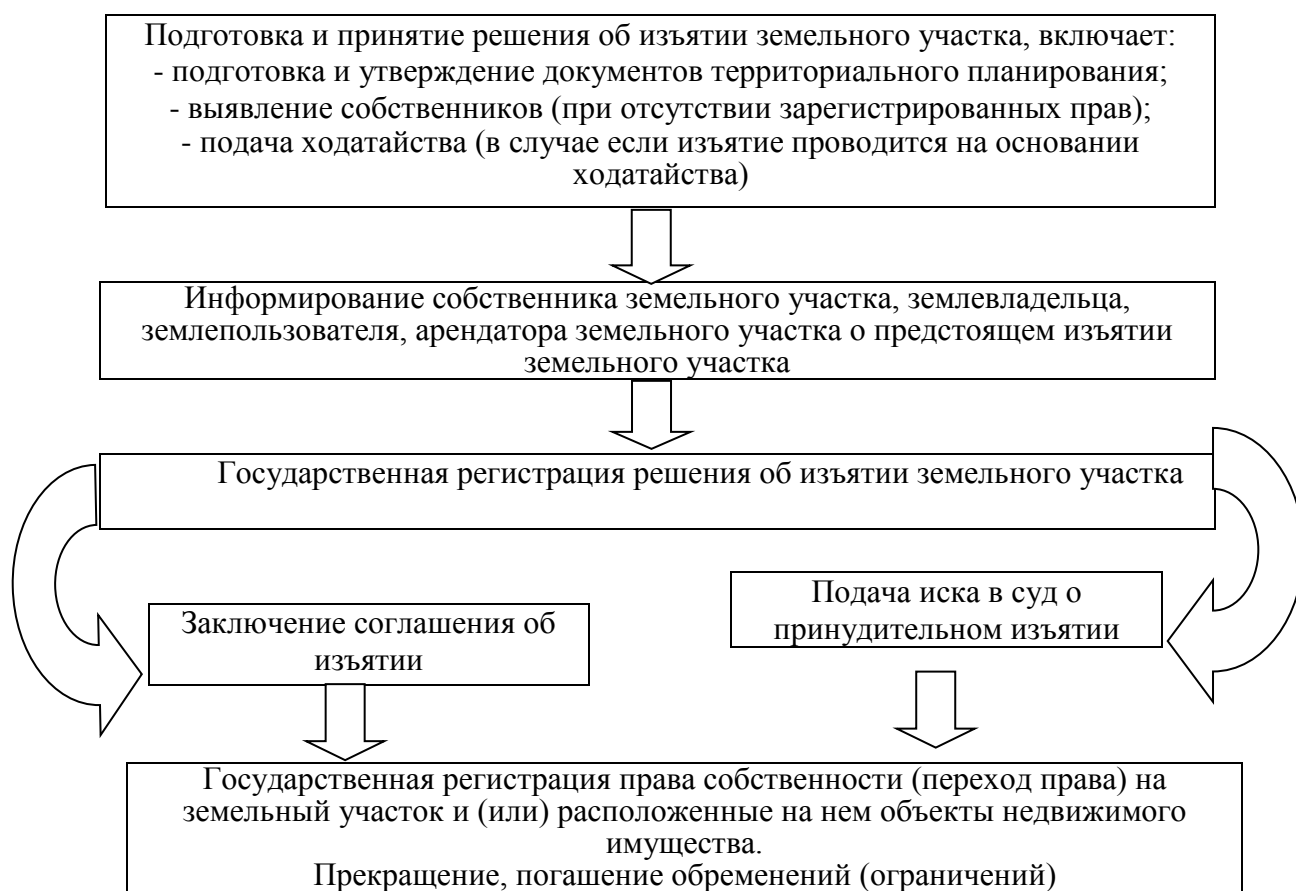 Подготовка и принятие решения об изъятии земельного участка, включает:
- подготовка и утверждение документов территориального планирования;
- выявление собственников (при отсутствии зарегистрированных прав);
- подача ходатайства (в случае если изъятие проводится на основании
ходатайства)
Информирование собственника земельного участка, землевладельца,
землепользователя, арендатора земельного участка о предстоящем изъятии
земельного участка
Государственная регистрация решения об изъятии земельного участка
Заключение соглашения об
изъятии
Подача иска в суд о
принудительном изъятии
Государственная регистрация права собственности (переход права) на
земельный участок и (или) расположенные на нем объекты недвижимого
имущества.
Прекращение, погашение обременений (ограничений)